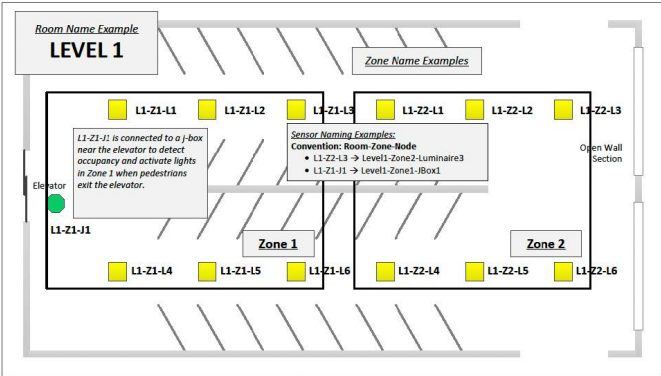 Room Name Example
LEVEL 1
Zone Name Examples
L1-Z1-L1
L1-Z1-L2
L1-Z1-L3
L1-Z2-L1
L1-Z2-L2
L1-Z2-L3
L1-Z1-J1 is connected to a j-box
near the elevator to detect
occupancy and activate lights
in Zone 1 when pedestrians
exit the elevator.
Sensor Naming Examples:
Convention: Room-Zone-Node
• L1-Z2-L3 → Level1-Zone2-Luminaire3
• L1-Z1-J1 → Level1-Zone1-JBox1
Open Wall
Section
Elevator
L1-Z1-J1
Zone 1
Zone 2
L1-Z1-L4
L1-Z1-L5
L1-Z1-L6
L1-Z2-L4
L1-Z2-L5
L1-Z2-L6